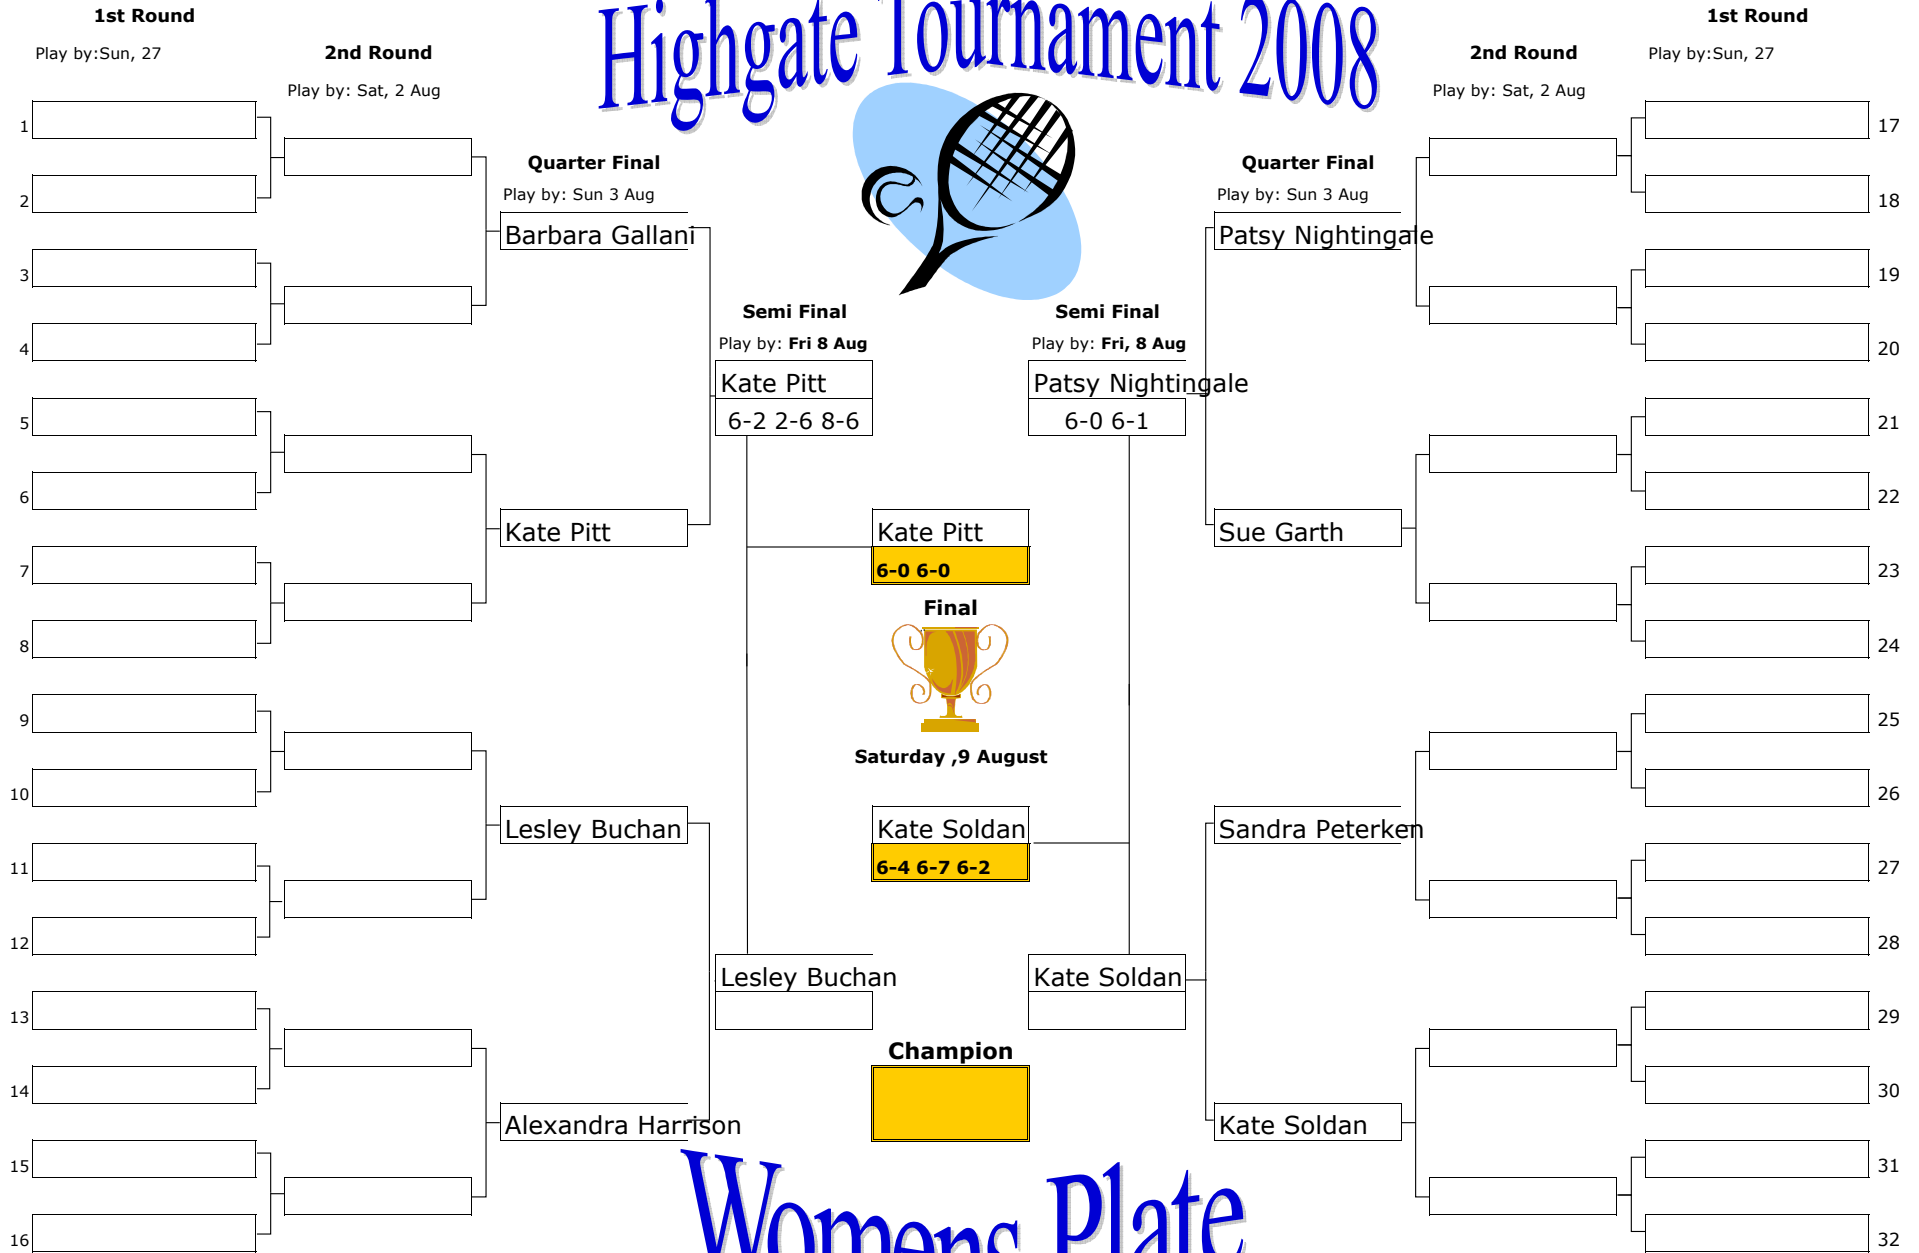 Highgate Tournament 2008
1st Round
Play by:Sun, 27
2nd Round
Play by: Sat, 2 Aug
1
2
3
4
5
6
7
8
9
10
11
12
13
14
15
16
Quarter Final
Play by: Sun 3 Aug
Barbara Gallani
Kate Pitt
Lesley Buchan
Alexandra Harrison
Semi Final
Play by: Fri 8 Aug
Kate Pitt
6-2 2-6 8-6
Lesley Buchan
Kate Pitt
6-0 6-0
Final
Saturday ,9 August
Kate Soldan
6-4 6-7 6-2
Champion
Semi Final
Play by: Fri, 8 Aug
Patsy Nightingale
6-0 6-1
Kate Soldan
Quarter Final
Play by: Sun 3 Aug
Patsy Nightingale
Sue Garth
Sandra Peterken
Kate Soldan
2nd Round
Play by: Sat, 2 Aug
1st Round
Play by:Sun, 27
17
18
19
20
21
22
23
24
25
26
27
28
29
30
31
32
Womens Plate